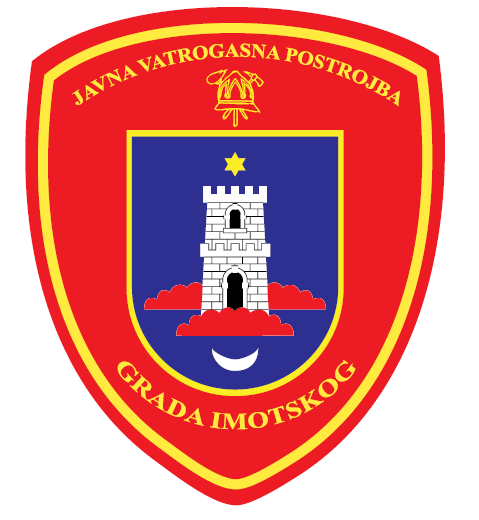 JAVNA VATROGASNA POSTROJBA
GRADA IMOTSKOG